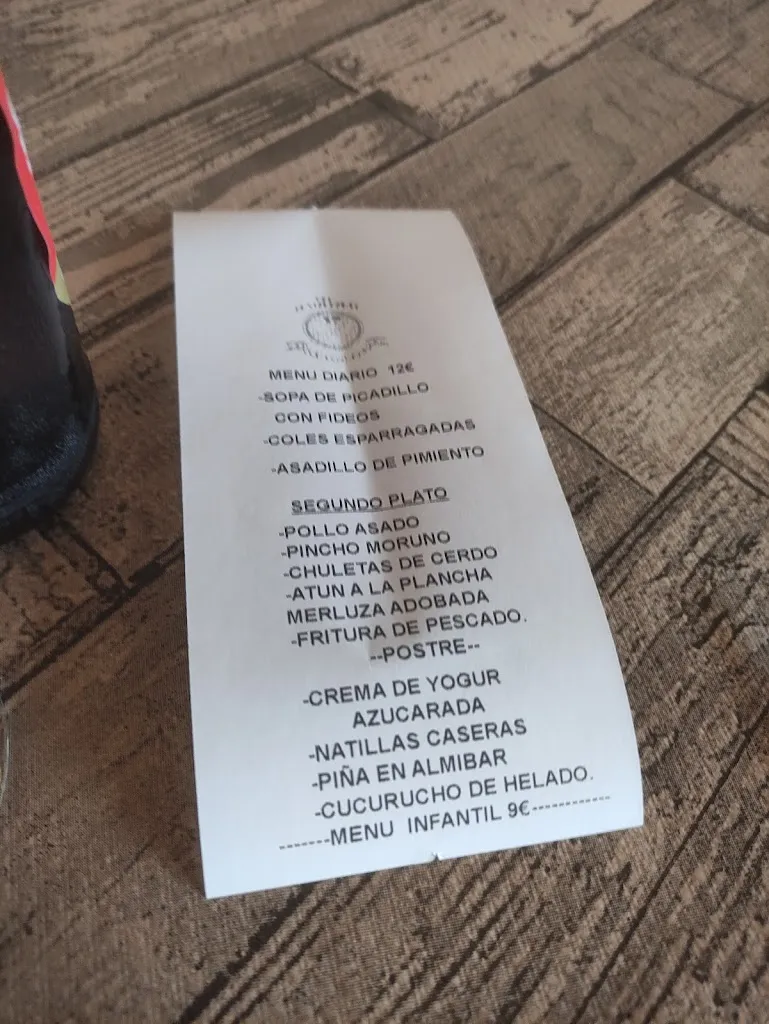 MENU DIARIO 12€
-SOPA DE PICADILLO
CON FIDEOS
-COLES ESPARRAGADAS
-ASADILLO DE PIMIENTO
SEGUNDO PLATO
-POLLO ASADO
-PINCHO MORUNO
-CHULETAS DE CERDO
-ATUN A LA PLANCHA
MERLUZA ADOBADA
-FRITURA DE PESCADO.
--POSTRE--
-CREMA DE YOGUR
AZUCARADA
-NATILLAS CASERAS
-PIÑA EN ALMIBAR
-CUCURUCHO DE HELADO.
-------MENU INFANTIL 9€------------